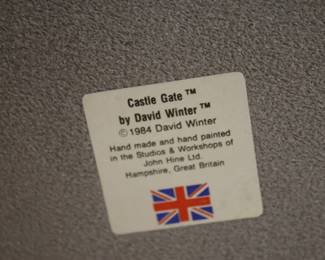 Castle Gate™
by David Winter™
©1984 David Winter
Hand made and hand painted
in the Studios & Workshops of
John Hine Ltd.
Hampshire, Great Britain